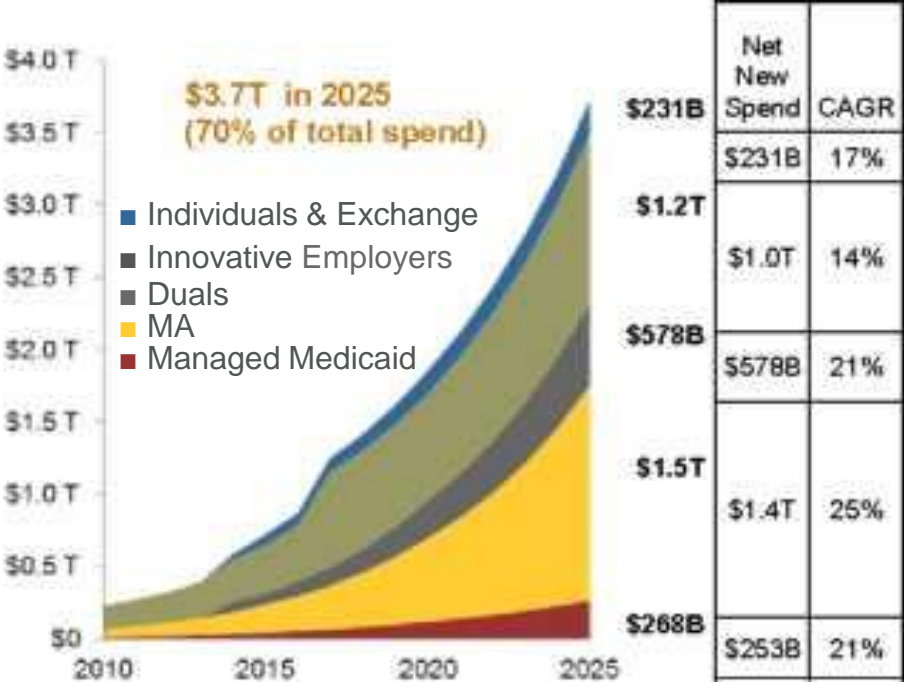 $4.0 T
$3.5 T
$3.0 T
$2.5 T
$2.0 T
$1.5 T
$1.0 T
$0.5 T
$0
$3.7T in 2025
(70% of total spend)
Individuals & Exchange
Innovative Employers
Duals
MA
Managed Medicaid
2010
2015
2020
2025
$231B
$1.2T
$578B
$1.5T
$268B
Net
New
Spend CAGR
$231B 17%
$1.0T 14%
$578B 21%
$1.4T 25%
$253B 21%